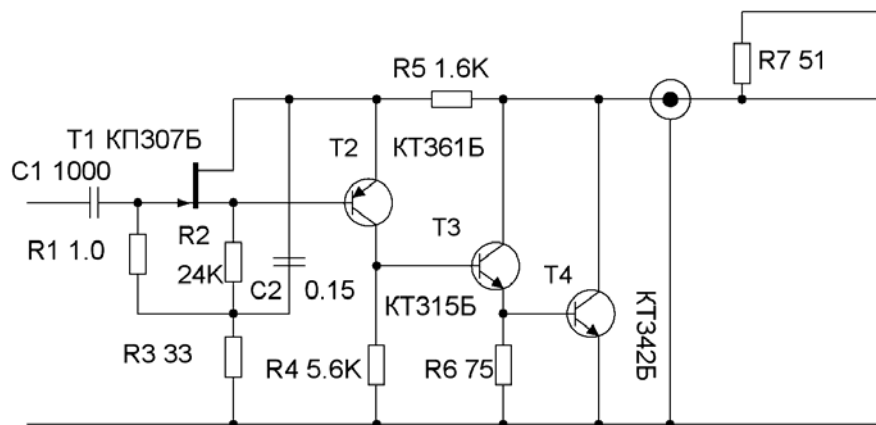 R5 1.6K
R7 51
T1 КП307Б
T2
КТ361Б
C1 1000
R2
T3
R1 1.0
24K
C2
0.15
T4
КТ315Б
КТ342Б
R3 33
R4 5.6K
R6 75